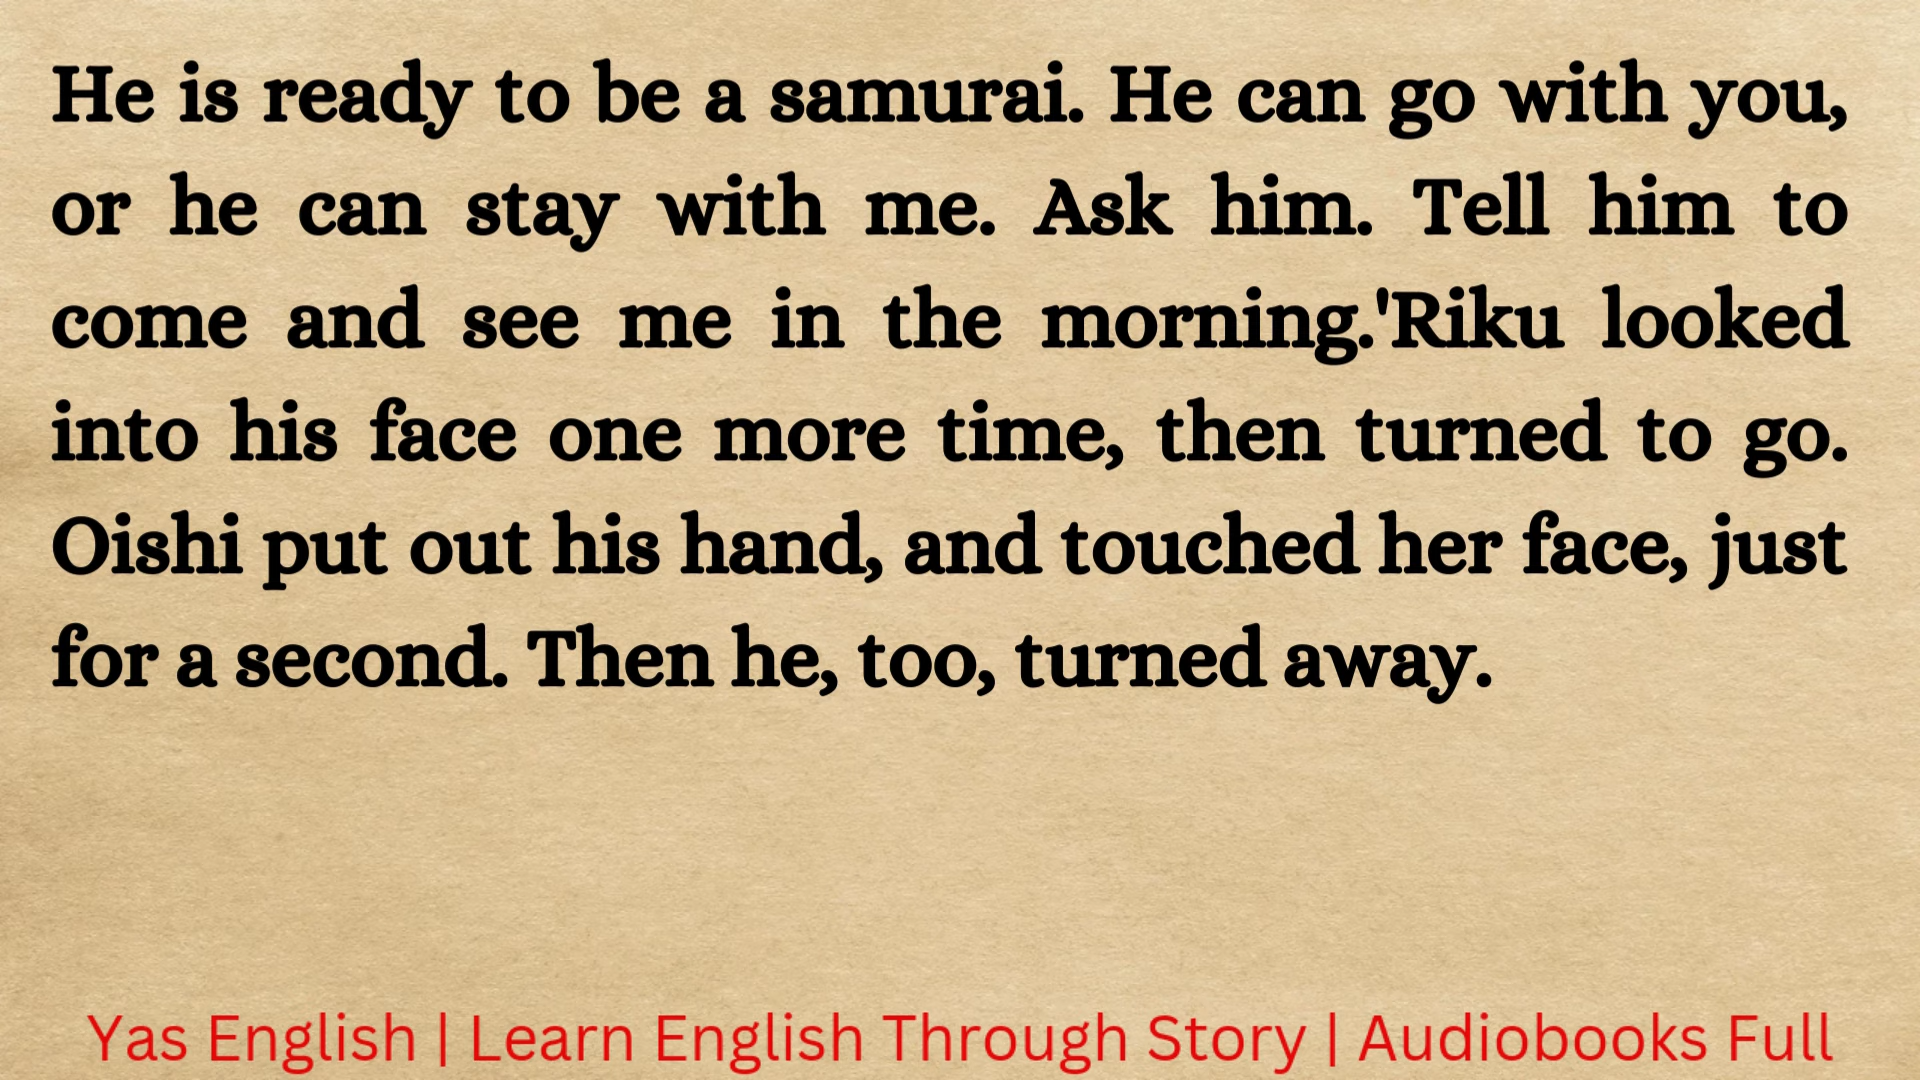 He is ready to be a samurai. He can go with you,
or he can stay with me. Ask him. Tell him to
come and see me in the morning.'Riku looked
into his face one more time, then turned to go.
Oishi put out his hand, and touched her face, just
for a second. Then he, too, turned away.
Yas English | Learn English Through Story | Audiobooks Full